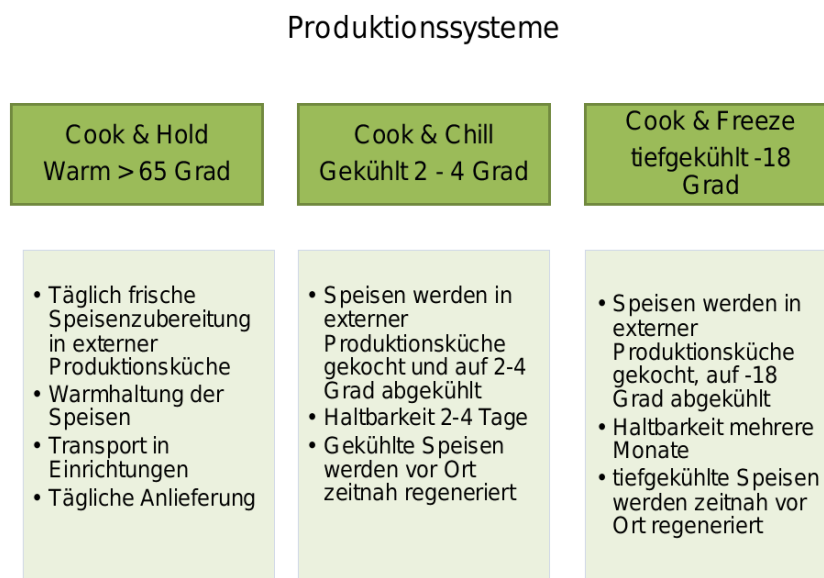 Produktionssysteme
Cook & Hold
Warm > 65 Grad
Cook & Chill
Gekühlt 2 - 4 Grad
Cook & Freeze
tiefgekühlt -18
Grad
• Täglich frische
Speisenzubereitung
in externer
Produktionsküche
• Warmhaltung der
Speisen
• Transport in
Einrichtungen
• Tägliche Anlieferung
• Speisen werden in
externer
Produktionsküche
gekocht und auf 2-4
Grad abgekühlt
• Haltbarkeit 2-4 Tage
• Gekühlte Speisen
werden vor Ort
zeitnah regeneriert
• Speisen werden in
externer
Produktionsküche
gekocht, auf -18
Grad abgekühlt
• Haltbarkeit mehrere
Monate
• tiefgekühlte Speisen
werden zeitnah vor
Ort regeneriert